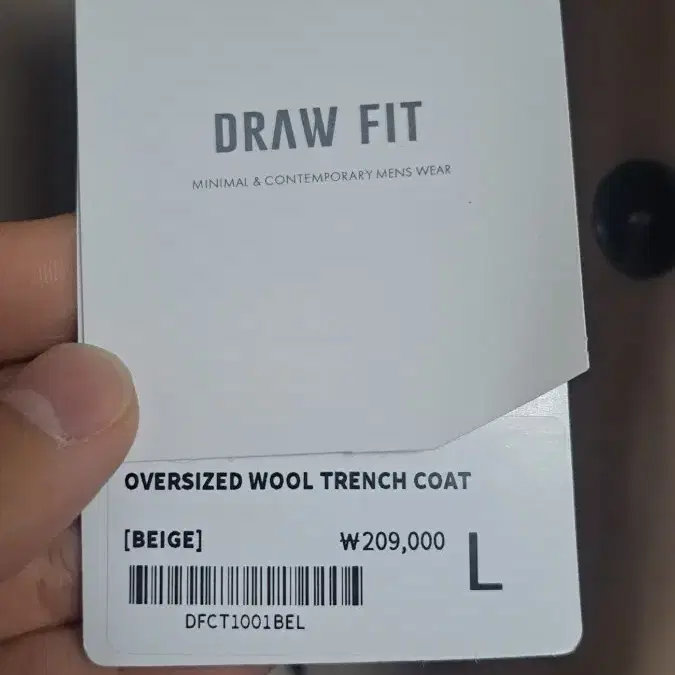 DRAW FIT
MINIMAL & CONTEMPORARY MENS WEAR
OVERSIZED WOOL TRENCH COAT
[BEIGE] ₩209,000 L
DFCT1001BEL